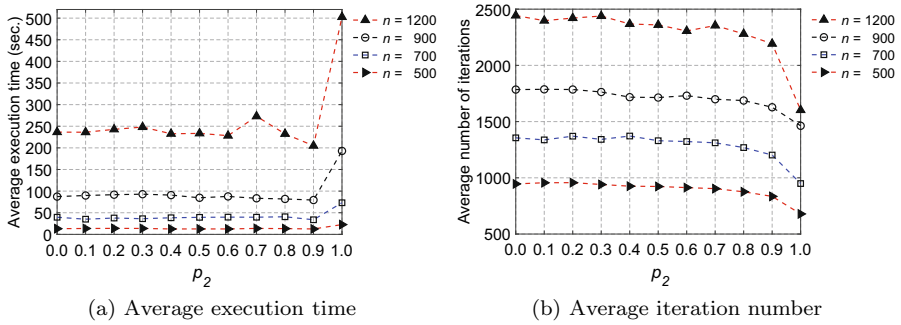 Average execution time (sec.)
500
450
400
350
300
250
200
150
100
50
0
0.0 0.1 0.2 0.3 0.4 0.5 0.6 0.7 0.8 0.9 1.0
p2
n = 1200
n = 900
n = 700
n = 500
(a) Average execution time
Average number of iterations
2500
2000
1500
1000
500
0.0 0.1 0.2 0.3 0.4 0.5 0.6 0.7 0.8 0.9 1.0
p2
n = 1200
n = 900
n = 700
n = 500
(b) Average iteration number